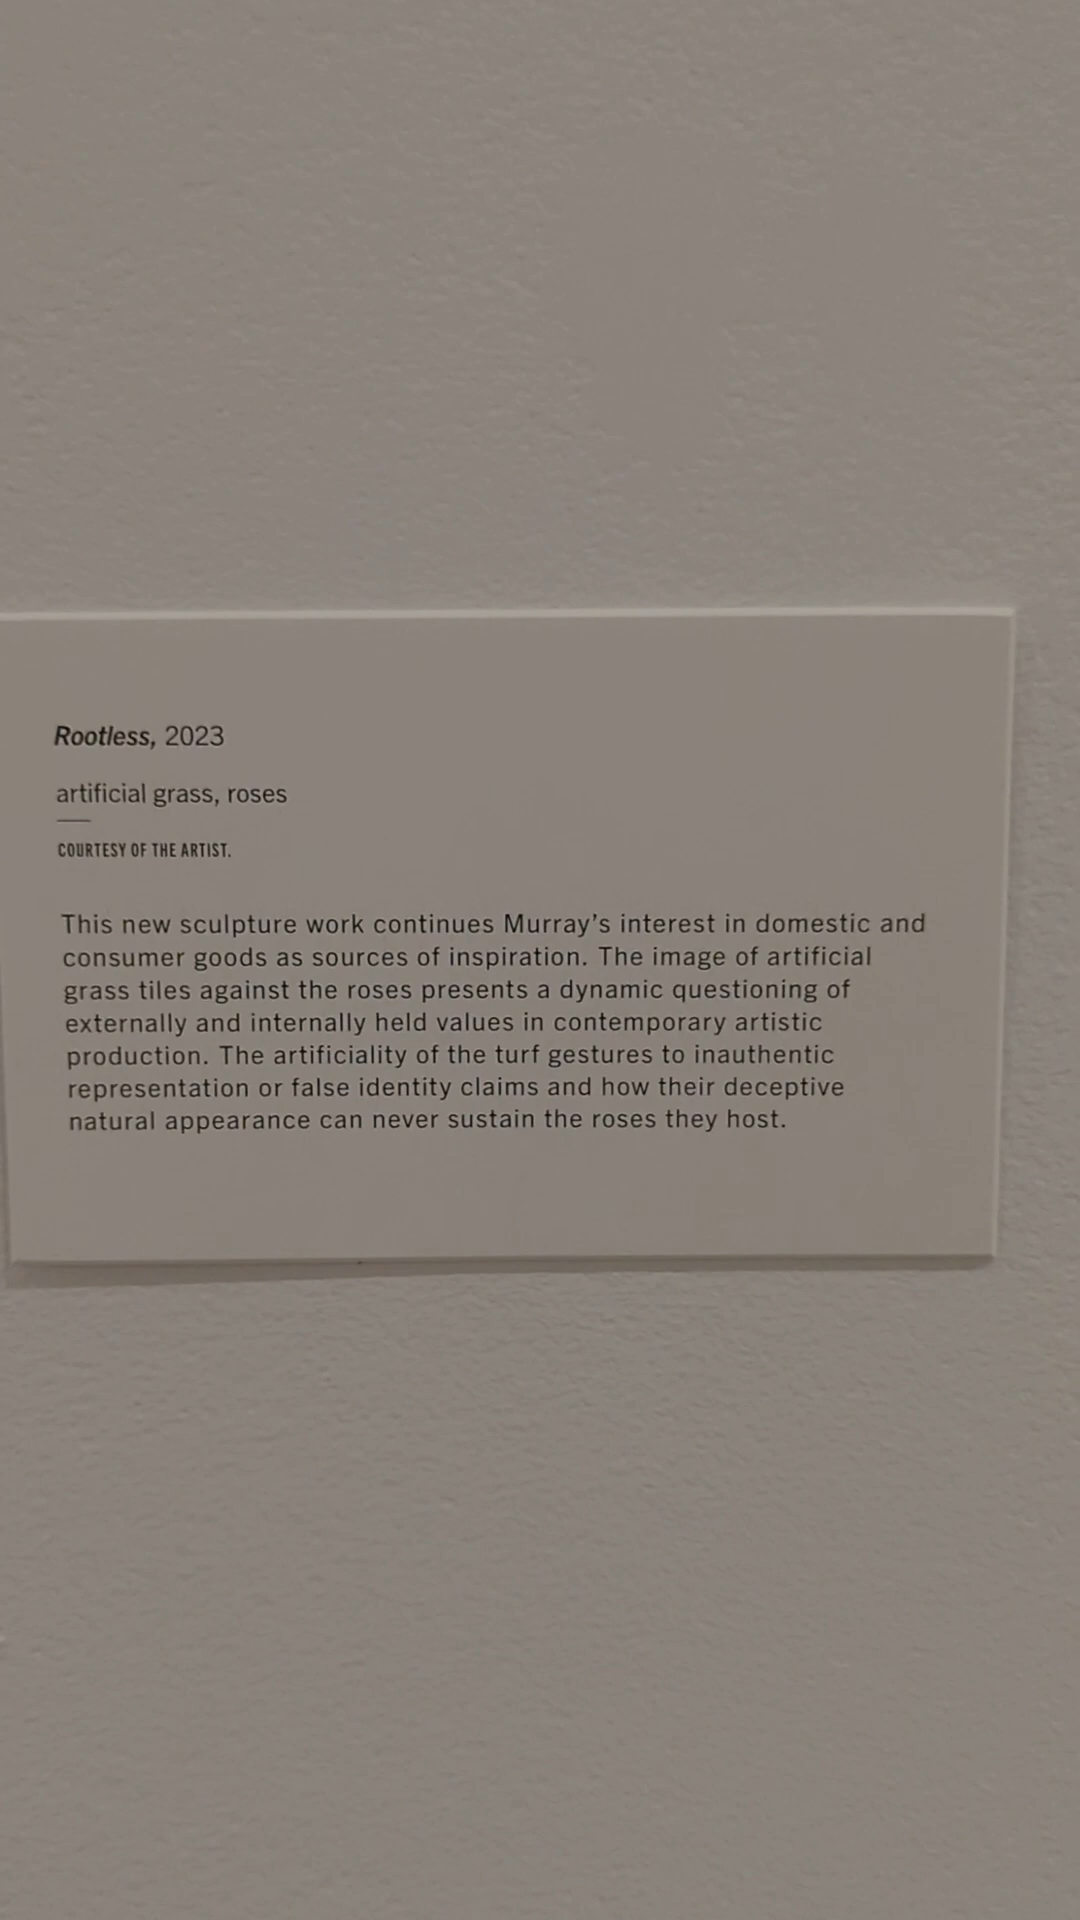 Rootless, 2023
artificial grass, roses
COURTESY OF THE ARTIST.
This new sculpture work continues Murray’s interest in domestic and
consumer goods as sources of inspiration. The image of artificial
grass tiles against the roses presents a dynamic questioning of
externally and internally held values in contemporary artistic
production. The artificiality of the turf gestures to inauthentic
representation or false identity claims and how their deceptive
natural appearance can never sustain the roses they host.